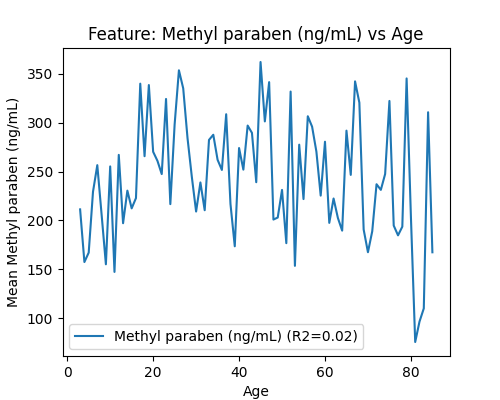 Feature: Methyl paraben (ng/mL) vs Age
Mean Methyl paraben (ng/mL)
350
300
250
200
150
100
Methyl paraben (ng/mL) (R2=0.02)
0 20 40 60 80
Age